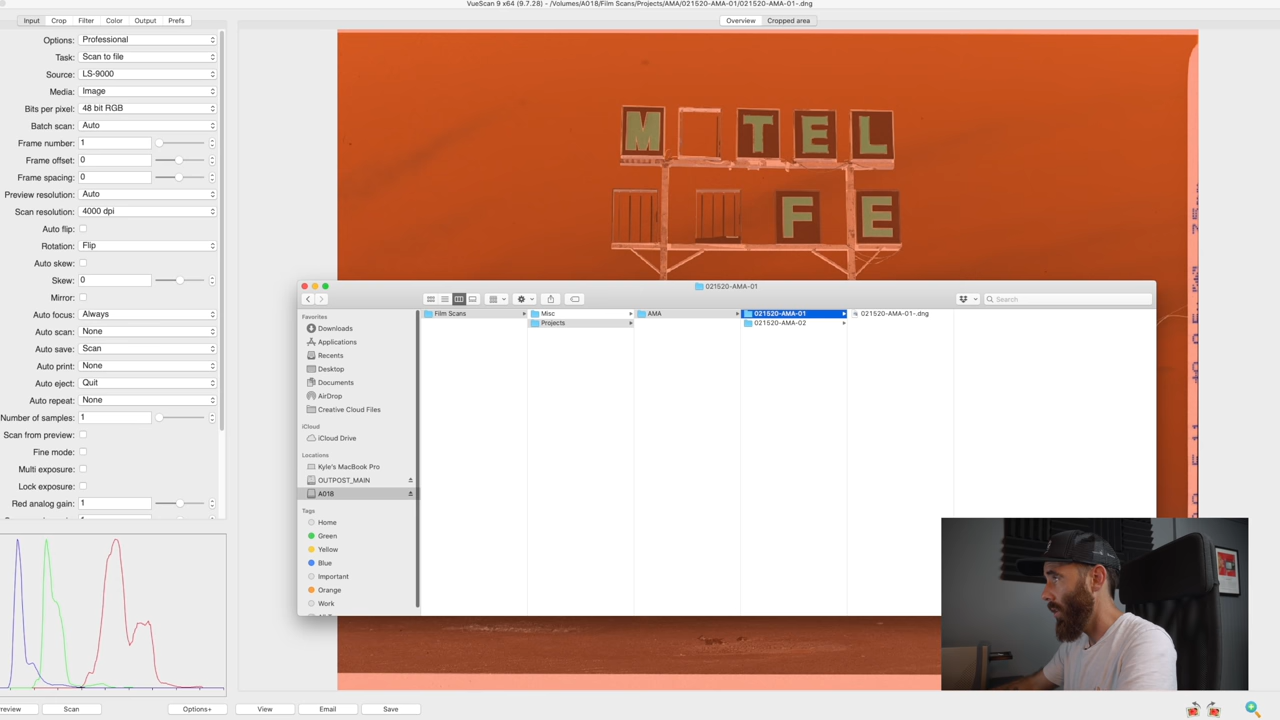 VueScan 9 x64 (9.7.28) - /Volumes/A018/Film Scans/Projects/AMA/021520-AMA-01/021520-AMA-01-.dng
Input Crop Filter Color Output Prefs
Overview Cropped area
Options: Professional
Task: Scan to file
Source: LS-9000
Media: Image
Bits per pixel: 48 bit RGB
Batch scan: Auto
Frame number: 1
Frame offset: 0
Frame spacing: 0
Preview resolution: Auto
Scan resolution: 4000 dpi
Auto flip:
Rotation: Flip
Auto skew:
Skew: 0
Mirror:
Auto focus: Always
Auto scan: None
Auto save: Scan
Auto print: None
Auto eject: Quit
Auto repeat: None
Number of samples: 1
Scan from preview:
Fine mode:
Multi exposure:
Lock exposure:
Red analog gain: 1
M TEL
F E
021520-AMA-01
Search
Favorites
Downloads
Applications
Recents
Desktop
Documents
AirDrop
Creative Cloud Files
iCloud
iCloud Drive
Locations
Kyle's MacBook Pro
OUTPOST_MAIN
A018
Tags
Home
Green
Yellow
Blue
Important
Orange
Work
Film Scans
Misc
Projects
AMA
021520-AMA-01
021520-AMA-02
021520-AMA-01-.dng
review Scan Options+ View Email Save